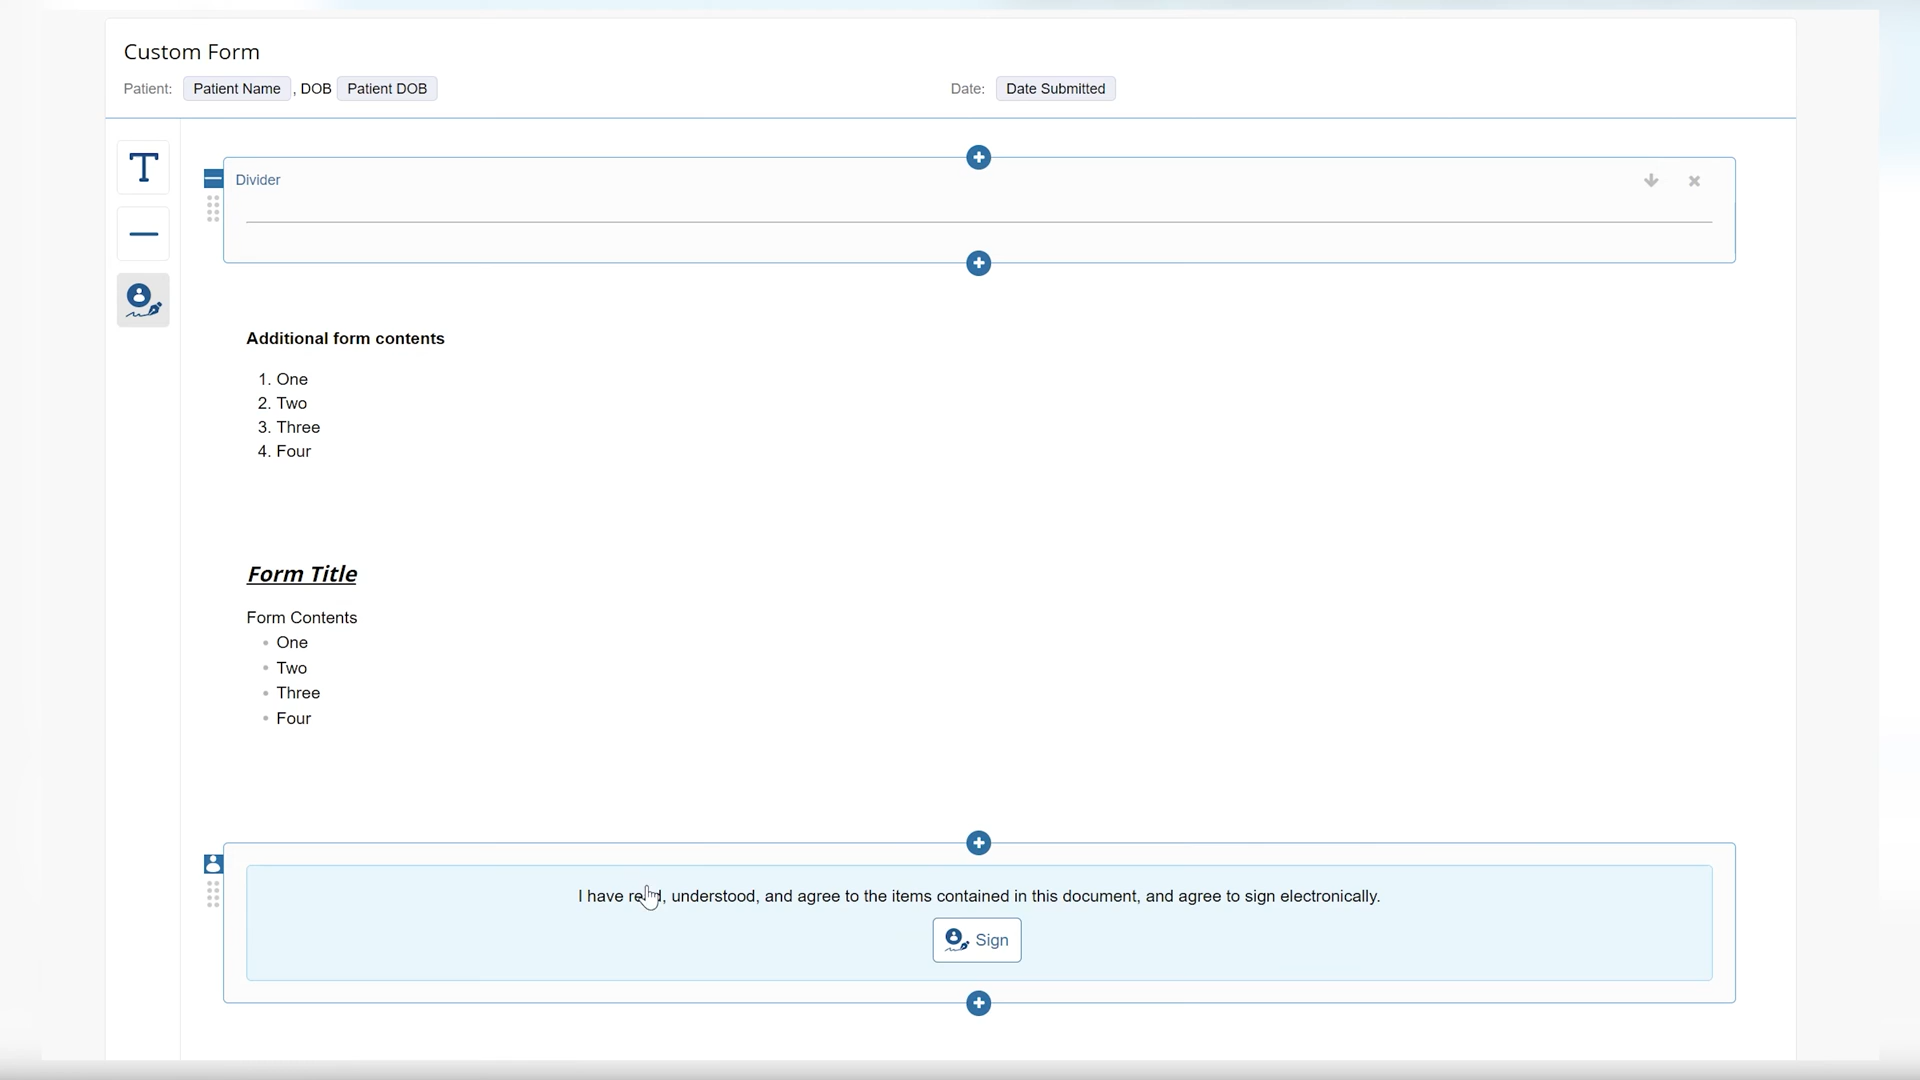 Custom Form
Patient: Patient Name , DOB Patient DOB Date: Date Submitted
T
Divider
Additional form contents
1. One
2. Two
3. Three
4. Four
Form Title
Form Contents
• One
• Two
• Three
• Four
I have read, understood, and agree to the items contained in this document, and agree to sign electronically.
Sign